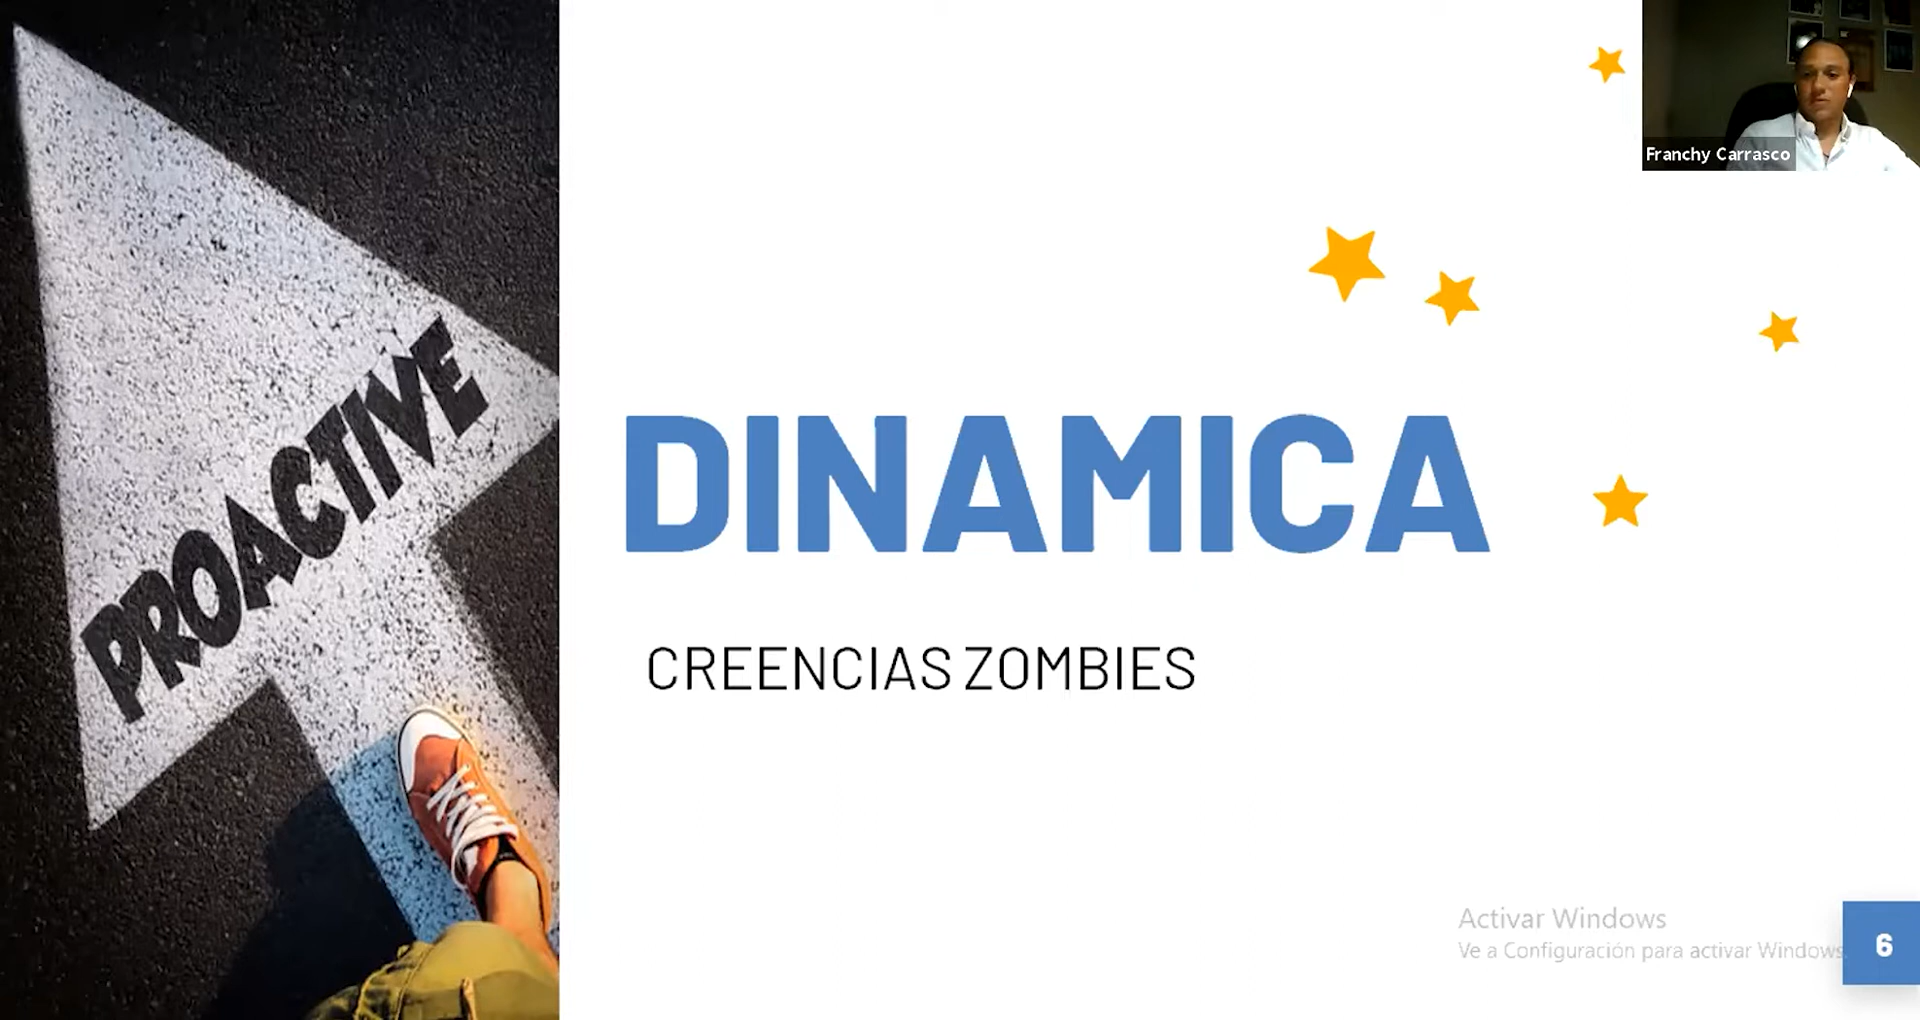 Franchy Carrasco
PROACTIVE
DINAMICA
CREENCIAS ZOMBIES
Activar Windows
Ve a Configuración para activar Windows
6